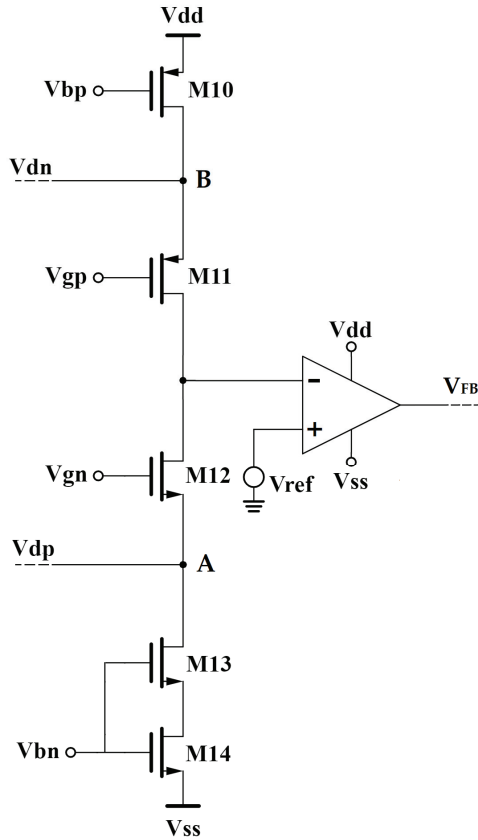 Vdd
Vbp
M10
Vdn
B
Vgp
M11
Vdd
-
VFB
+
Vgn
M12
Vref
Vss
Vdp
A
M13
Vbn
M14
Vss